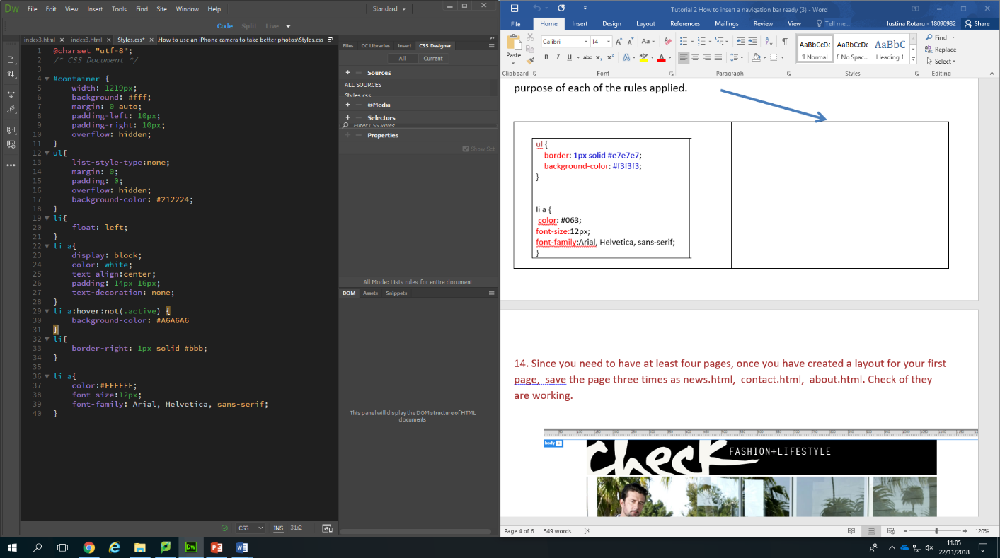 Dw File Edit View Insert Tools Find Site Window Help Standard
Code Split Live
index3.html × index3.html × Styles.css* × \How to use an iPhone camera to take better photos\Styles.css
1 @charset "utf-8";
2 /* CSS Document */
3
4 #container {
5 width: 1219px;
6 background: #fff;
7 margin: 0 auto;
8 padding-left: 10px;
9 padding-right: 10px;
10 overflow: hidden;
11 }
12 ul{
13 list-style-type:none;
14 margin: 0;
15 padding: 0;
16 overflow: hidden;
17 background-color: #212224;
18 }
19 li{
20 float: left;
21 }
22 li a{
23 display: block;
24 color: white;
25 text-align:center;
26 padding: 14px 16px;
27 text-decoration: none;
28 }
29 li a:hover:not(.active) {
30 background-color: #A6A6A6
31 }
32 li{
33 border-right: 1px solid #bbb;
34 }
35
36 li a{
37 color:#FFFFFF;
38 font-size:12px;
39 font-family: Arial, Helvetica, sans-serif;
40 }
CSS INS 31:2
Files CC Libraries Insert CSS Designer
All Current
+ − Sources
ALL SOURCES
Styles.css
+ − @Media
+ − Selectors
Filter CSS Rules
+ − Properties
Show Set
All Mode: Lists rules for entire document
DOM Assets Snippets
This panel will display the DOM structure of HTML
documents
Tutorial 2 How to insert a navigation bar ready (3) - Word
File Home Insert Design Layout References Mailings Review View Tell me... Iustina Rotaru - 18090982 Share
Paste
Calibri 14 A A Aa
B I U abc x₂ x² A ab A
AaBbCcDc AaBbCcDc AaBbC
¶ Normal ¶ No Spac... Heading 1
Find
Replace
Select
Clipboard Font Paragraph Styles Editing
purpose of each of the rules applied.
ul {
border: 1px solid #e7e7e7;
background-color: #f3f3f3;
}
li a {
color: #063;
font-size:12px;
font-family:Arial, Helvetica, sans-serif;
}
14. Since you need to have at least four pages, once you have created a layout for your first
page, save the page three times as news.html, contact.html, about.html. Check of they
are working.
body +
check FASHION+LIFESTYLE
Page 4 of 6 549 words 120%
11:05
22/11/2018